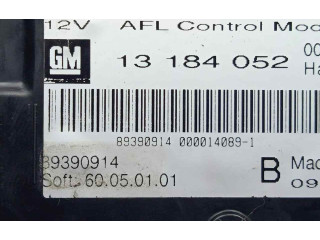 12V AFL Control Mod
GM 13 184 052 00
Ha
89390914 000014089-1
89390914
Soft: 60.05.01.01
B Mad
09